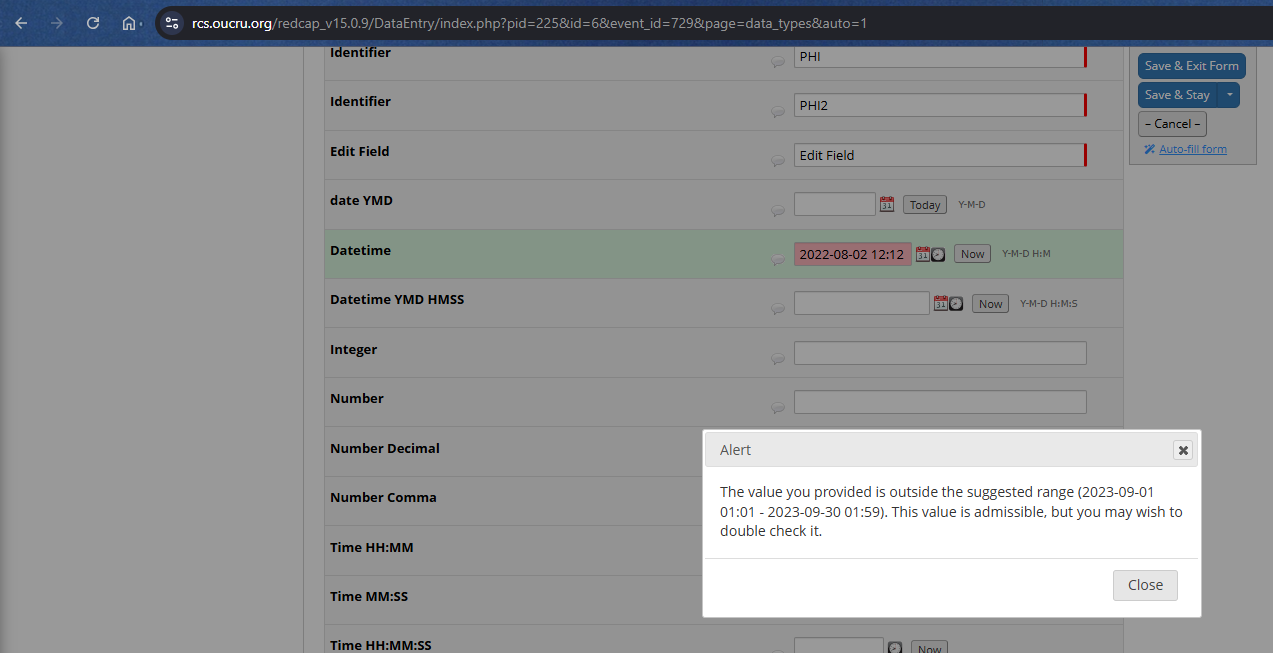 rcs.oucru.org/redcap_v15.0.9/DataEntry/index.php?pid=225&id=6&event_id=729&page=data_types&auto=1
Identifier PHI
Save & Exit Form
Save & Stay
Identifier PHI2
– Cancel –
Auto-fill form
Edit Field Edit Field
date YMD 31 Today Y-M-D
Datetime 2022-08-02 12:12 31 Now Y-M-D H:M
Datetime YMD HMSS 31 Now Y-M-D H:M:S
Integer
Number
Number Decimal
Number Comma
Time HH:MM
Time MM:SS
Time HH:MM:SS Now
Alert
The value you provided is outside the suggested range (2023-09-01
01:01 - 2023-09-30 01:59). This value is admissible, but you may wish to
double check it.
Close